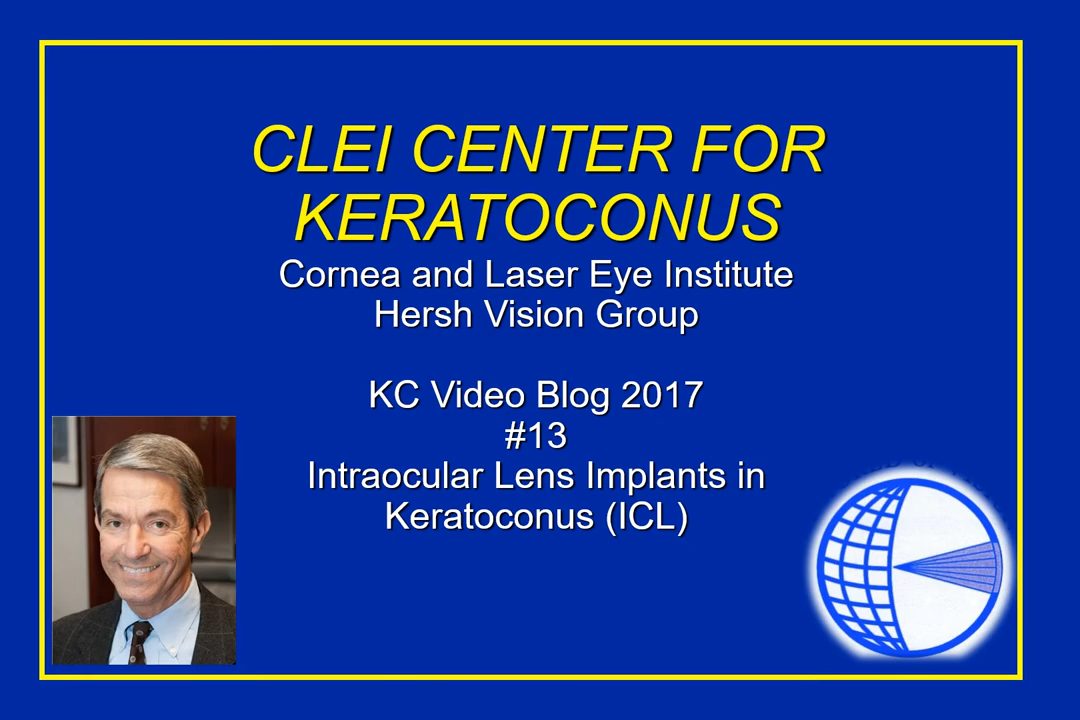 CLEI CENTER FOR
KERATOCONUS
Cornea and Laser Eye Institute
Hersh Vision Group
KC Video Blog 2017
#13
Intraocular Lens Implants in
Keratoconus (ICL)